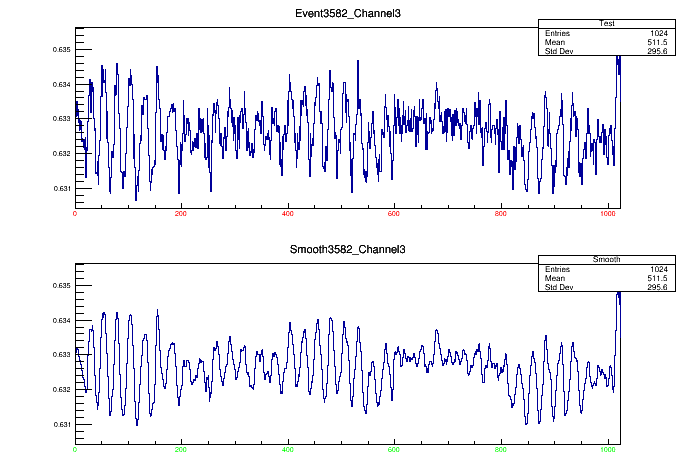 Event3582_Channel3
Test
Entries 1024
Mean 511.5
Std Dev 295.6
0.635
0.634
0.633
0.632
0.631
0 200 400 600 800 1000
Smooth3582_Channel3
Smooth
Entries 1024
Mean 511.5
Std Dev 295.6
0.635
0.634
0.633
0.632
0.631
0 200 400 600 800 1000